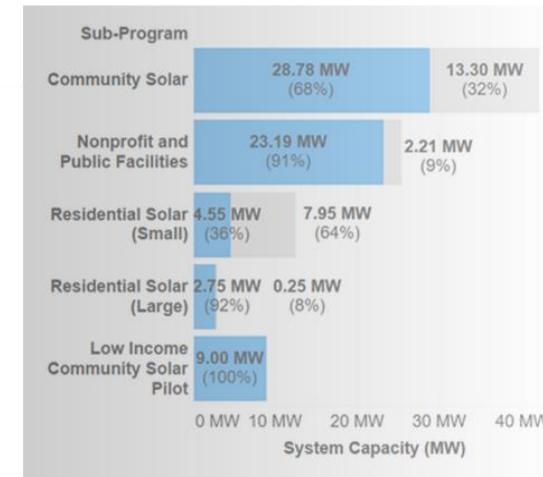 Sub-Program
Community Solar
28.78 MW
(68%)
13.30 MW
(32%)
Nonprofit and
Public Facilities
23.19 MW
(91%)
2.21 MW
(9%)
Residential Solar
(Small)
4.55 MW
(36%)
7.95 MW
(64%)
Residential Solar
(Large)
2.75 MW
(92%)
0.25 MW
(8%)
Low Income
Community Solar
Pilot
9.00 MW
(100%)
0 MW 10 MW 20 MW 30 MW 40 MW
System Capacity (MW)